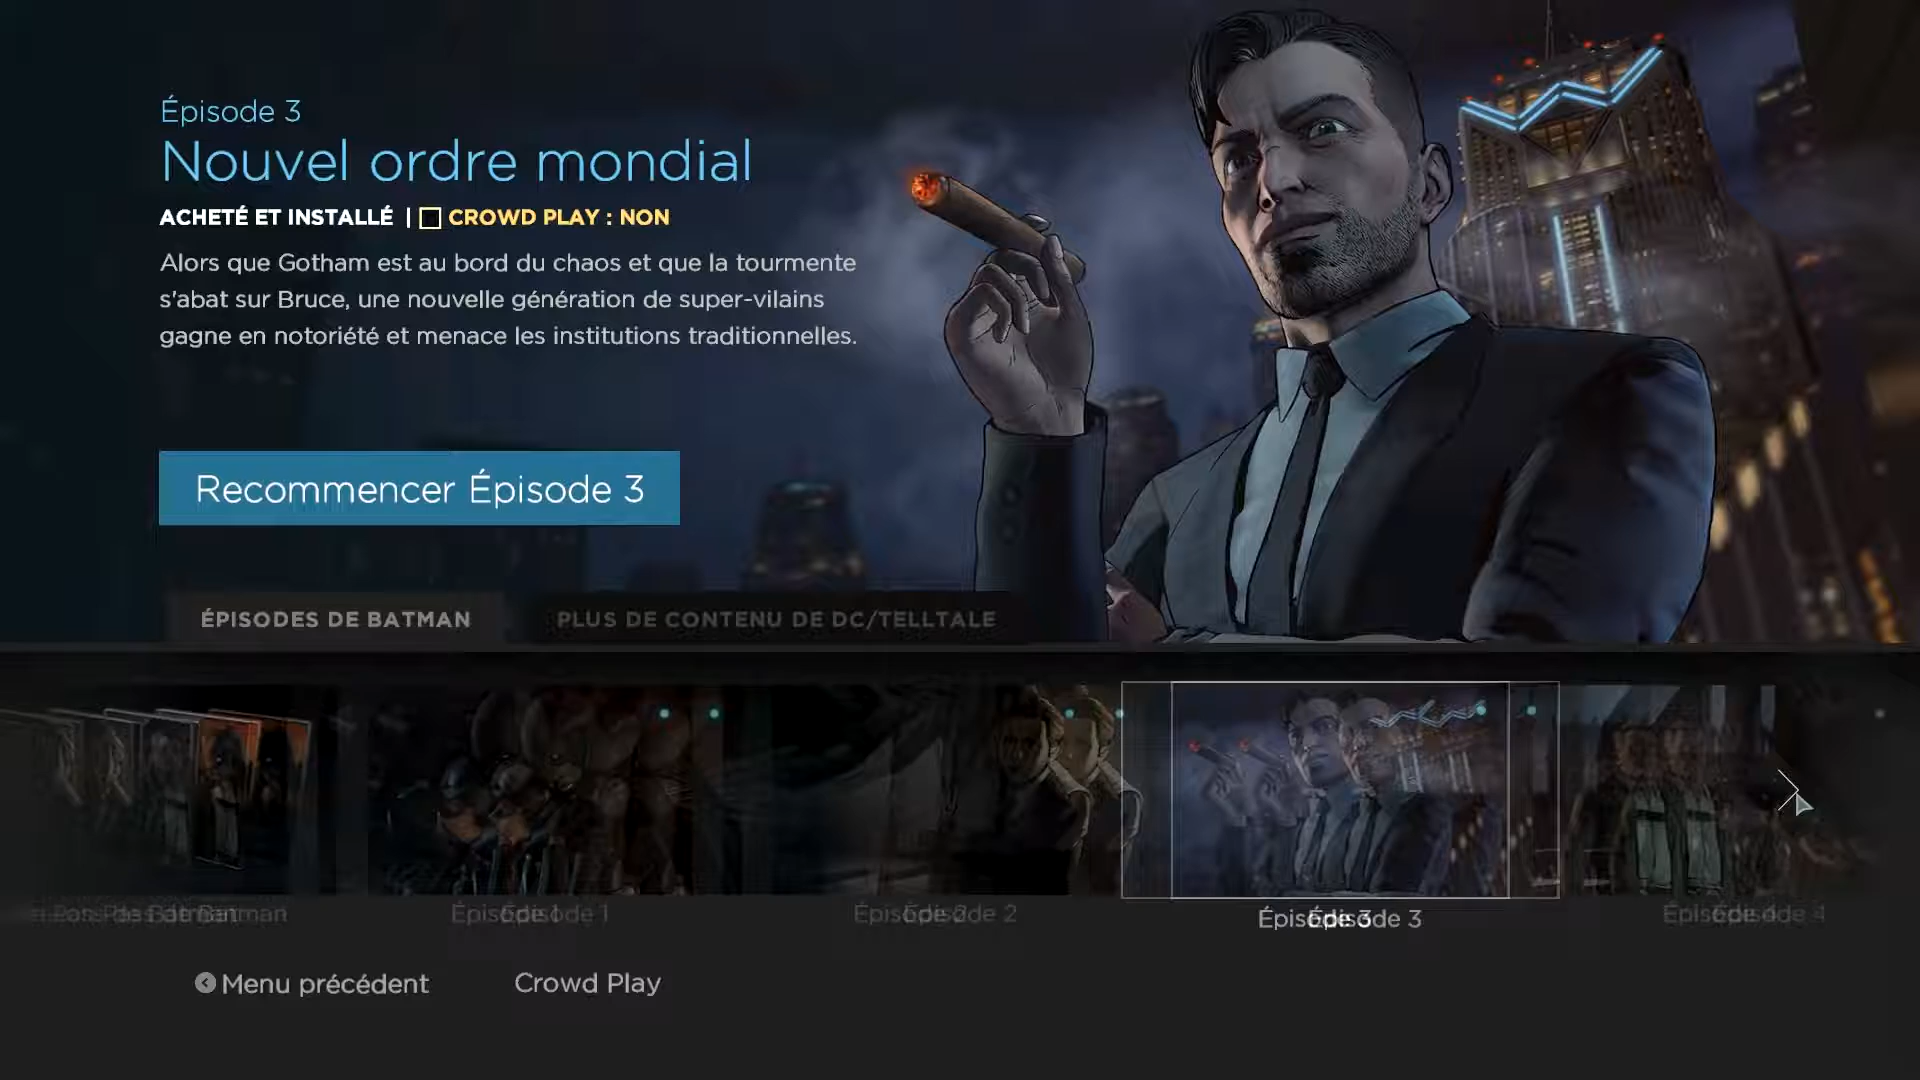 Épisode 3
Nouvel ordre mondial
ACHETÉ ET INSTALLÉ | CROWD PLAY : NON
Alors que Gotham est au bord du chaos et que la tourmente
s'abat sur Bruce, une nouvelle génération de super-vilains
gagne en notoriété et menace les institutions traditionnelles.
Recommencer Épisode 3
ÉPISODES DE BATMAN
PLUS DE CONTENU DE DC/TELLTALE
Épisode 1
Épisode 2
Épisode 3
Épisode 4
Menu précédent
Crowd Play